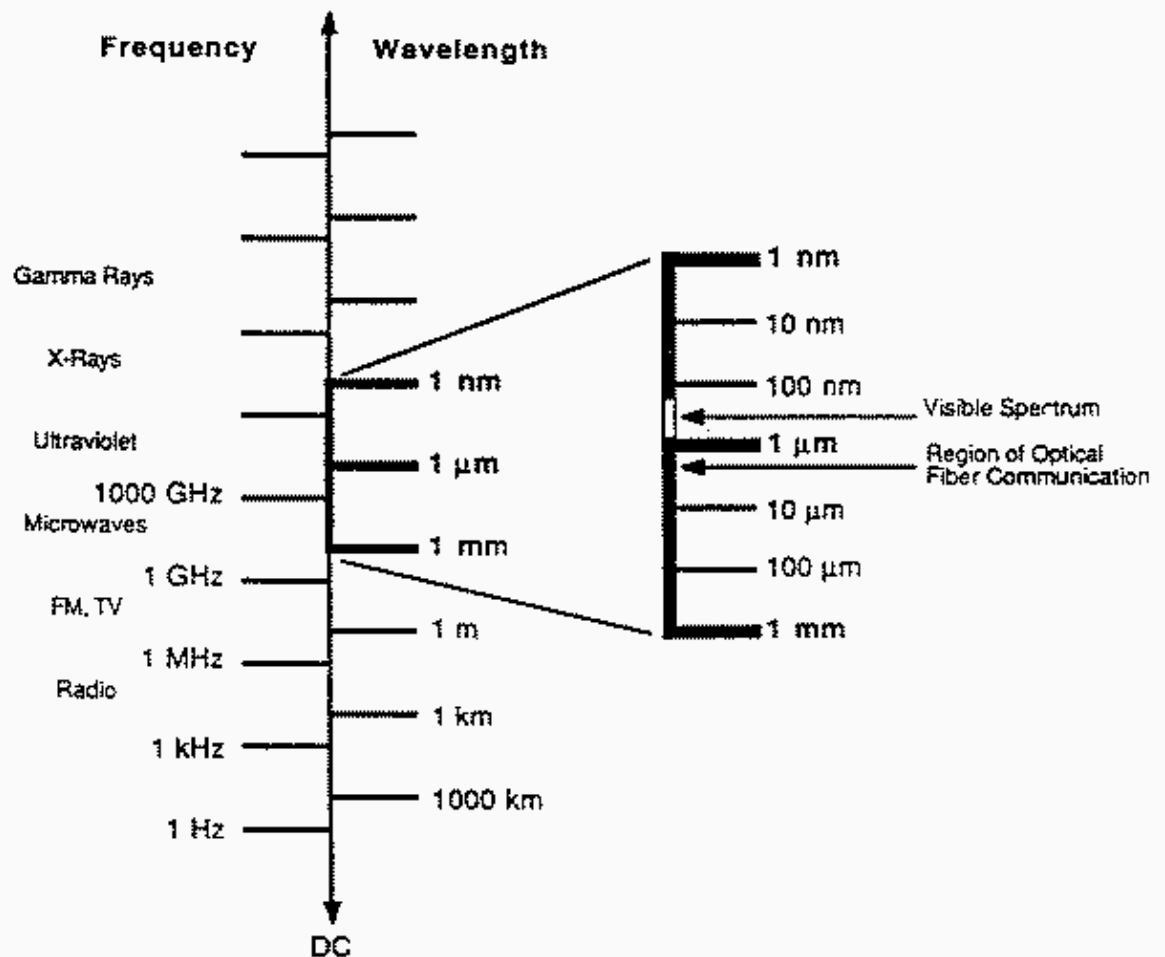 Frequency
Wavelength
Gamma Rays
X-Rays
Ultraviolet
1000 GHz
Microwaves
1 GHz
FM, TV
1 MHz
Radio
1 kHz
1 Hz
DC
1 nm
1 μm
1 mm
1 m
1 km
1000 km
1 nm
10 nm
100 nm
Visible Spectrum
1 μm
Region of Optical
Fiber Communication
10 μm
100 μm
1 mm